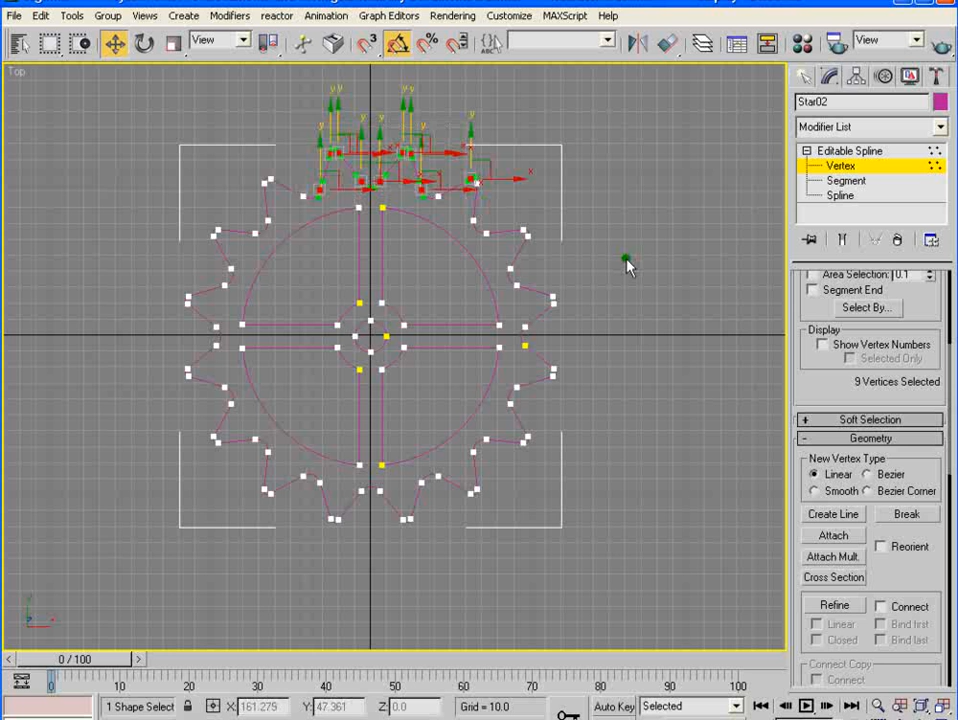 File Edit Tools Group Views Create Modifiers reactor Animation Graph Editors Rendering Customize MAXScript Help
View View
Top
Star02
Modifier List
Editable Spline
Vertex
Segment
Spline
Area Selection: 0.1
Segment End
Select By...
Display
Show Vertex Numbers
Selected Only
9 Vertices Selected
+ Soft Selection
- Geometry
New Vertex Type
Linear Bezier
Smooth Bezier Corner
Create Line Break
Attach
Reorient
Attach Mult.
Cross Section
Refine Connect
Linear Bind first
Closed Bind last
Connect Copy
Connect
0 / 100
0 10 20 30 40 50 60 70 80 90 100
1 Shape Select X: 161.279 Y: 47.361 Z: 0.0 Grid = 10.0 Auto Key Selected